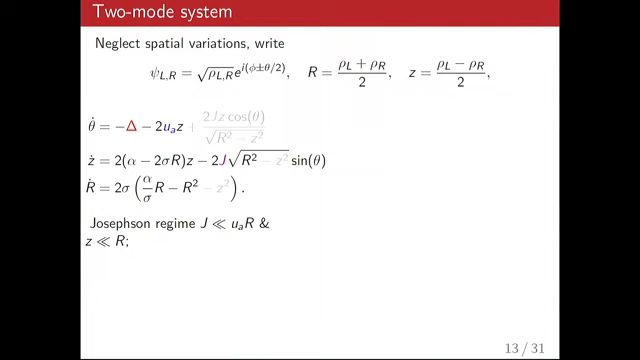 Two-mode system
Neglect spatial variations, write
ψ_{L,R} = √ρ_{L,R} e^{i(ϕ±θ/2)}, R = (ρ_L + ρ_R)/2, z = (ρ_L − ρ_R)/2,
θ̇ = −Δ − 2u_a z + 2Jz cos(θ)/√(R² − z²)
ż = 2(α − 2σR)z − 2J√(R² − z²) sin(θ)
Ṙ = 2σ(α/σ R − R² − z²).
Josephson regime J ≪ u_a R &
z ≪ R;
13 / 31